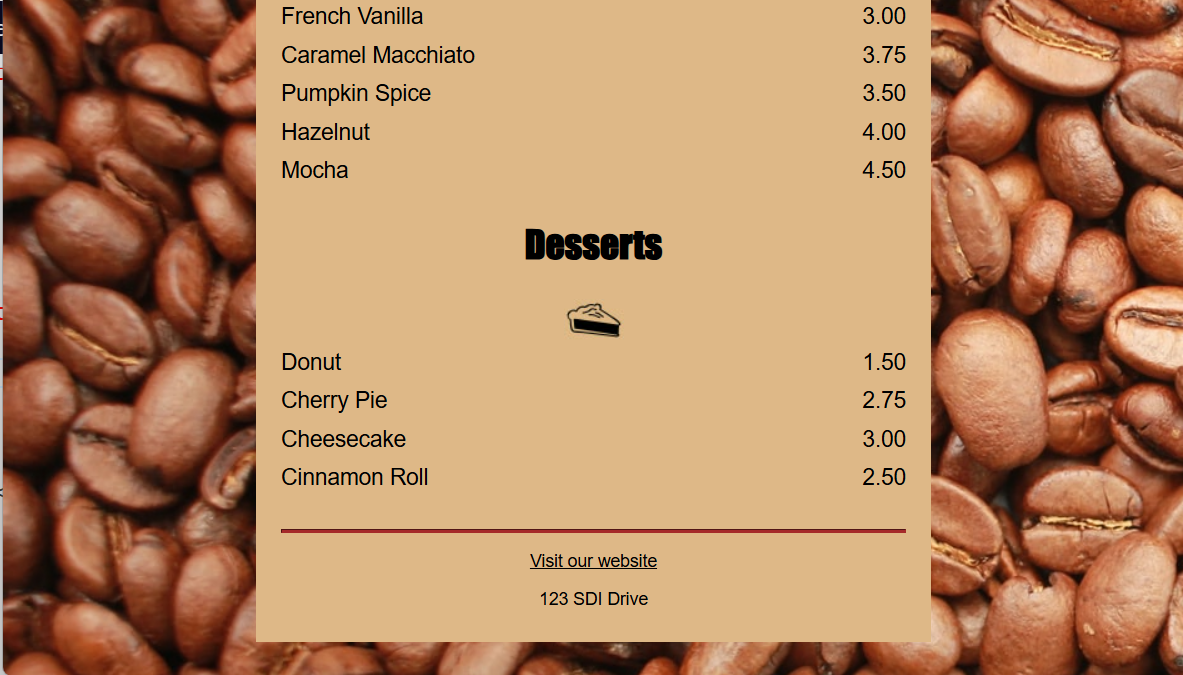 French Vanilla 3.00
Caramel Macchiato 3.75
Pumpkin Spice 3.50
Hazelnut 4.00
Mocha 4.50
Desserts
Donut 1.50
Cherry Pie 2.75
Cheesecake 3.00
Cinnamon Roll 2.50
Visit our website
123 SDI Drive